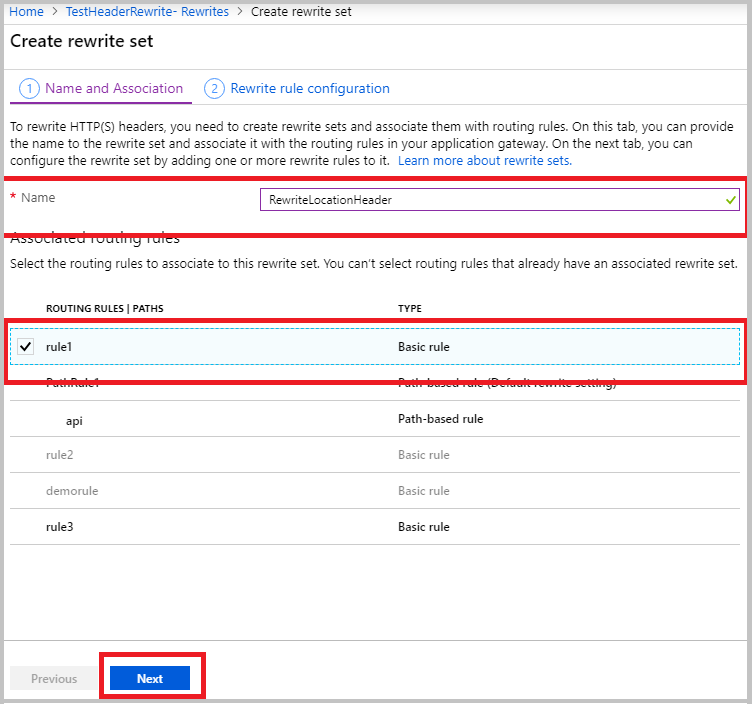 Home > TestHeaderRewrite- Rewrites > Create rewrite set
Create rewrite set
1 Name and Association 2 Rewrite rule configuration
To rewrite HTTP(S) headers, you need to create rewrite sets and associate them with routing rules. On this tab, you can provide
the name to the rewrite set and associate it with the routing rules in your application gateway. On the next tab, you can
configure the rewrite set by adding one or more rewrite rules to it. Learn more about rewrite sets.
* Name RewriteLocationHeader
Associated routing rules
Select the routing rules to associate to this rewrite set. You can't select routing rules that already have an associated rewrite set.
ROUTING RULES | PATHS TYPE
rule1 Basic rule
PathRule1 Path-based rule (Default rewrite setting)
api Path-based rule
rule2 Basic rule
demorule Basic rule
rule3 Basic rule
Previous Next